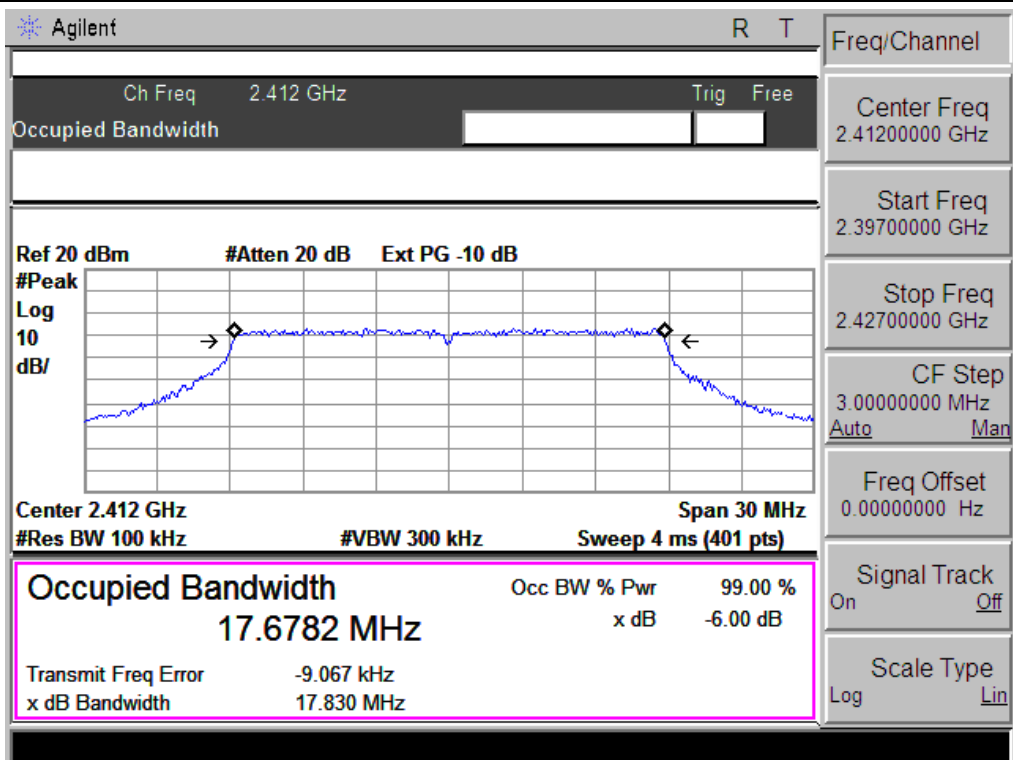 Agilent R T
Ch Freq 2.412 GHz Trig Free
Occupied Bandwidth
Ref 20 dBm #Atten 20 dB Ext PG -10 dB
#Peak
Log
10
dB/
Center 2.412 GHz Span 30 MHz
#Res BW 100 kHz #VBW 300 kHz Sweep 4 ms (401 pts)
Occupied Bandwidth Occ BW % Pwr 99.00 %
17.6782 MHz x dB -6.00 dB
Transmit Freq Error -9.067 kHz
x dB Bandwidth 17.830 MHz
Freq/Channel
Center Freq
2.41200000 GHz
Start Freq
2.39700000 GHz
Stop Freq
2.42700000 GHz
CF Step
3.00000000 MHz
Auto Man
Freq Offset
0.00000000 Hz
Signal Track
On Off
Scale Type
Log Lin